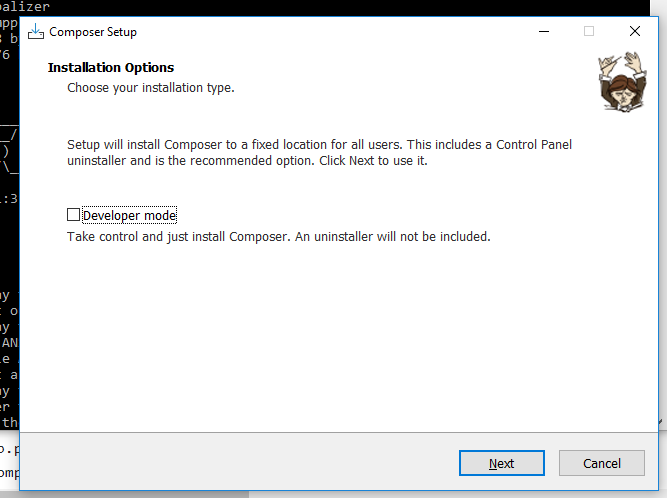 alizer
Composer Setup
Installation Options
Choose your installation type.
Setup will install Composer to a fixed location for all users. This includes a Control Panel
uninstaller and is the recommended option. Click Next to use it.
Developer mode
Take control and just install Composer. An uninstaller will not be included.
Next
Cancel